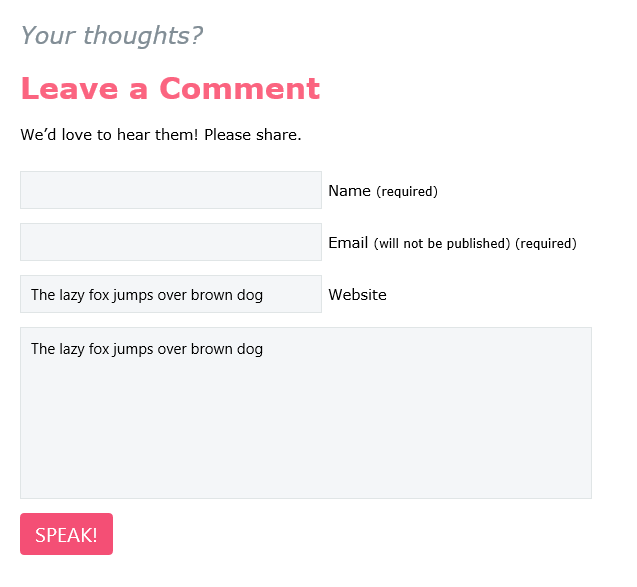 Your thoughts?
Leave a Comment
We’d love to hear them! Please share.
Name (required)
Email (will not be published) (required)
The lazy fox jumps over brown dog Website
The lazy fox jumps over brown dog
SPEAK!